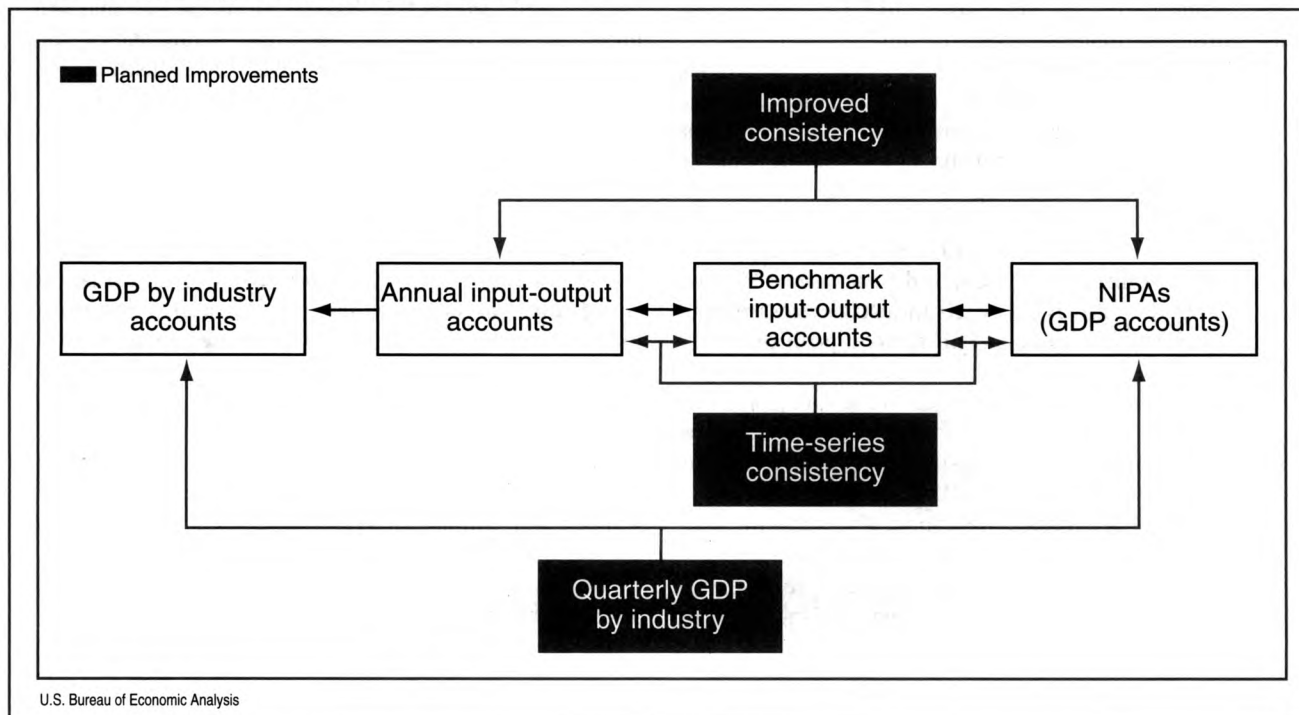 Planned Improvements
Improved
consistency
GDP by industry
accounts
Annual input-output
accounts
Benchmark
input-output
accounts
NIPAs
(GDP accounts)
Time-series
consistency
Quarterly GDP
by industry
U.S. Bureau of Economic Analysis